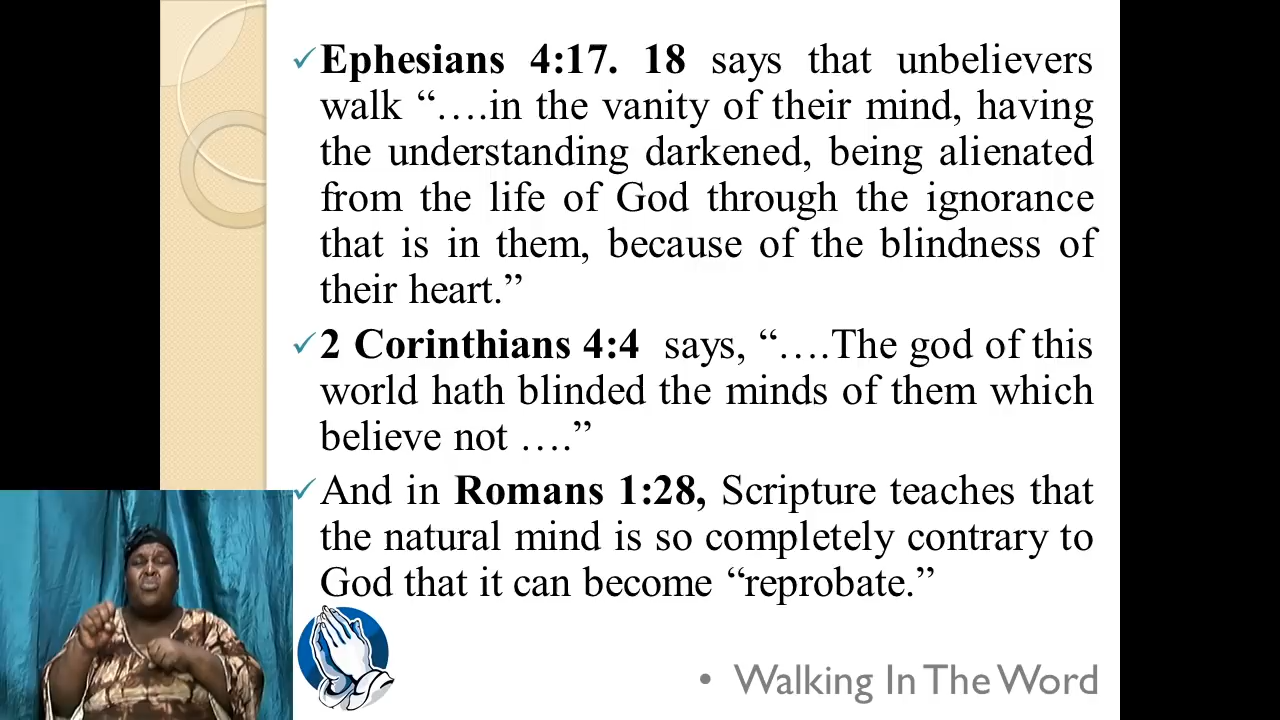 ✓Ephesians 4:17. 18 says that unbelievers
walk “….in the vanity of their mind, having
the understanding darkened, being alienated
from the life of God through the ignorance
that is in them, because of the blindness of
their heart.”
✓2 Corinthians 4:4 says, “….The god of this
world hath blinded the minds of them which
believe not ….”
✓And in Romans 1:28, Scripture teaches that
the natural mind is so completely contrary to
God that it can become “reprobate.”
• Walking In The Word